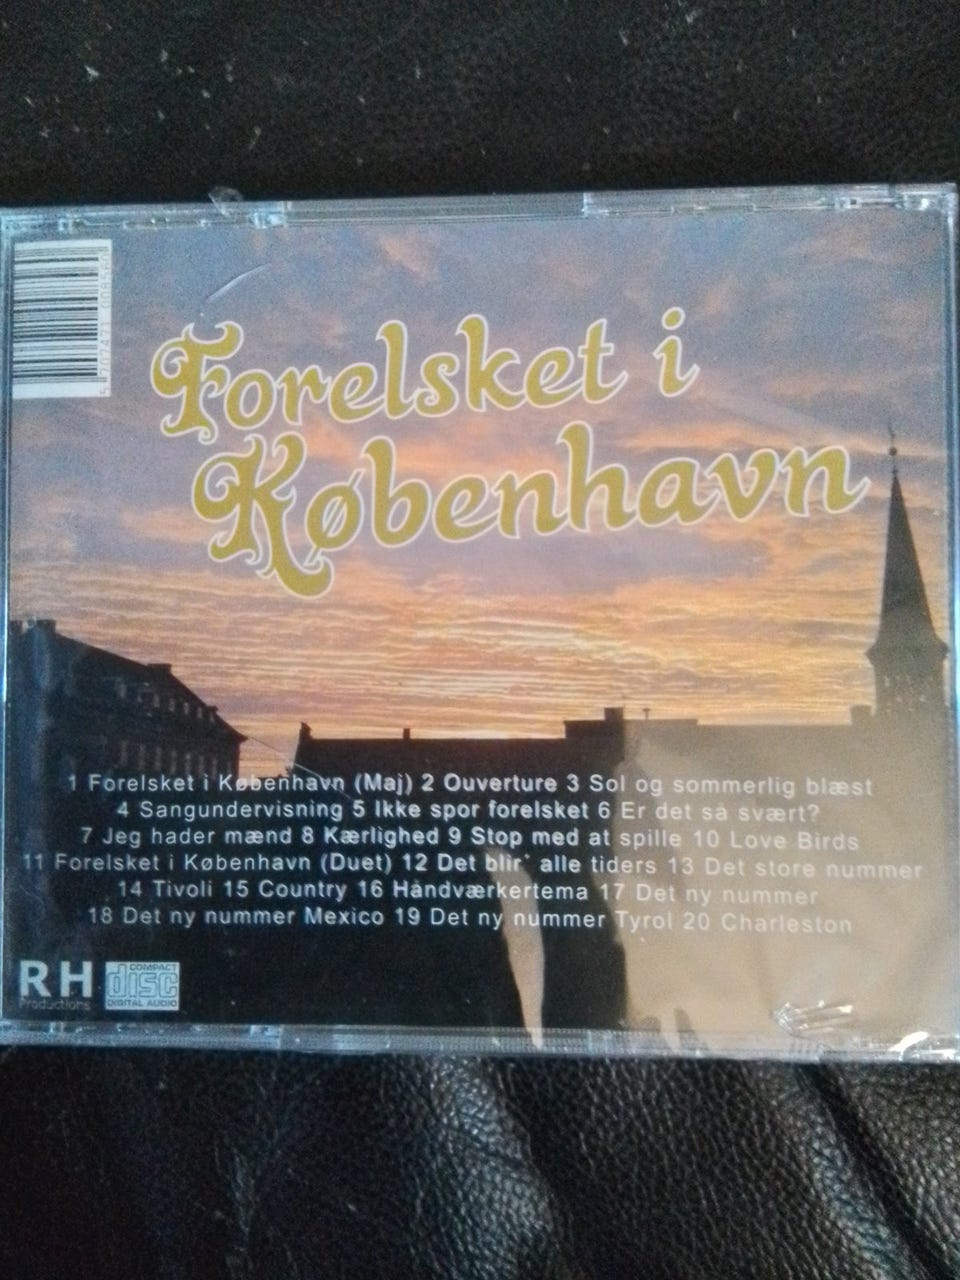 Forelsket i
København
1 Forelsket i København (Maj) 2 Ouverture 3 Sol og sommerlig blæst
4 Sangundervisning 5 Ikke spor forelsket 6 Er det så svært?
7 Jeg hader mænd 8 Kærlighed 9 Stop med at spille 10 Love Birds
11 Forelsket i København (Duet) 12 Det blir' alle tiders 13 Det store nummer
14 Tivoli 15 Country 16 Håndværkertema 17 Det ny nummer
18 Det ny nummer Mexico 19 Det ny nummer Tyrol 20 Charleston
RH
Productions
COMPACT
disc
DIGITAL AUDIO